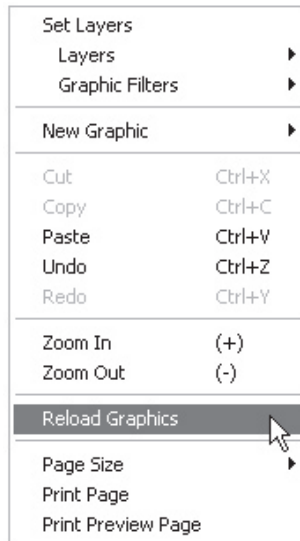 Set Layers
Layers
Graphic Filters
New Graphic
Cut Ctrl+X
Copy Ctrl+C
Paste Ctrl+V
Undo Ctrl+Z
Redo Ctrl+Y
Zoom In (+)
Zoom Out (-)
Reload Graphics
Page Size
Print Page
Print Preview Page